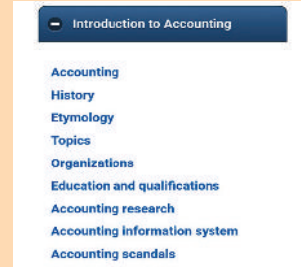 Introduction to Accounting
Accounting
History
Etymology
Topics
Organizations
Education and qualifications
Accounting research
Accounting information system
Accounting scandals